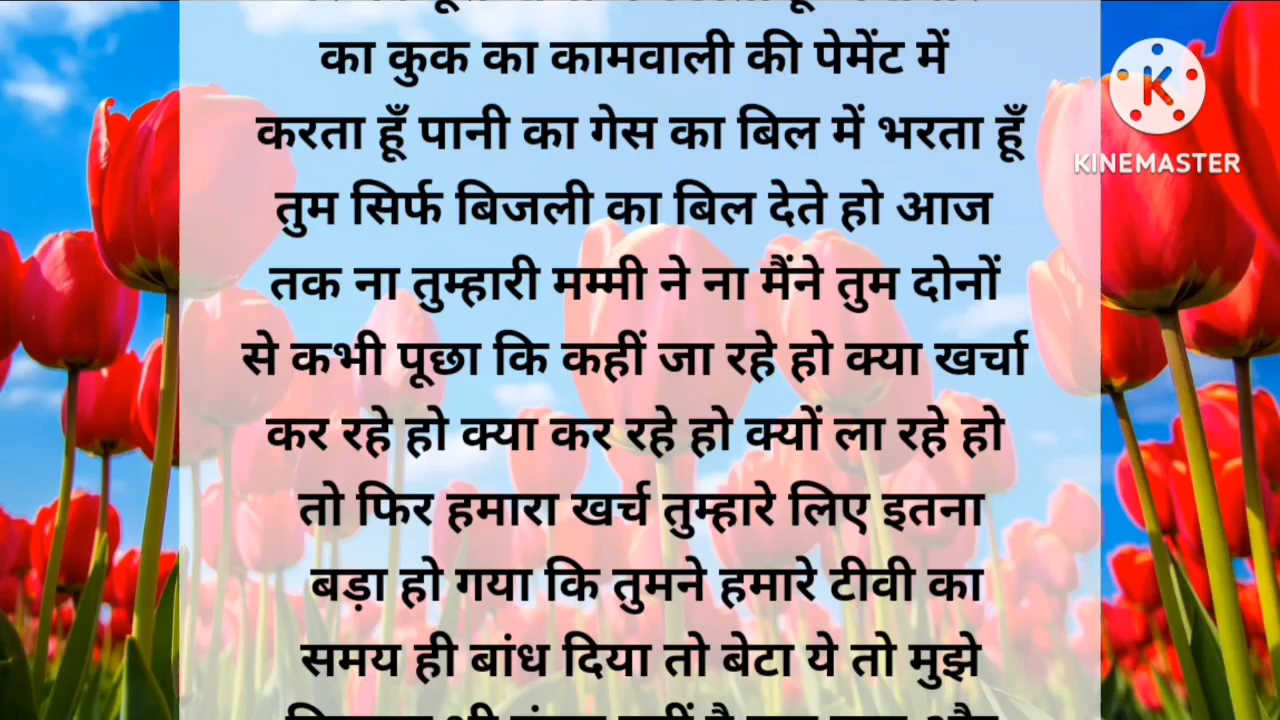 का कुक का कामवाली की पेमेंट में
करता हूँ पानी का गेस का बिल में भरता हूँ
तुम सिर्फ बिजली का बिल देते हो आज
तक ना तुम्हारी मम्मी ने ना मैंने तुम दोनों
से कभी पूछा कि कहीं जा रहे हो क्या खर्चा
कर रहे हो क्या कर रहे हो क्यों ला रहे हो
तो फिर हमारा खर्च तुम्हारे लिए इतना
बड़ा हो गया कि तुमने हमारे टीवी का
समय ही बांध दिया तो बेटा ये तो मुझे
KINEMASTER